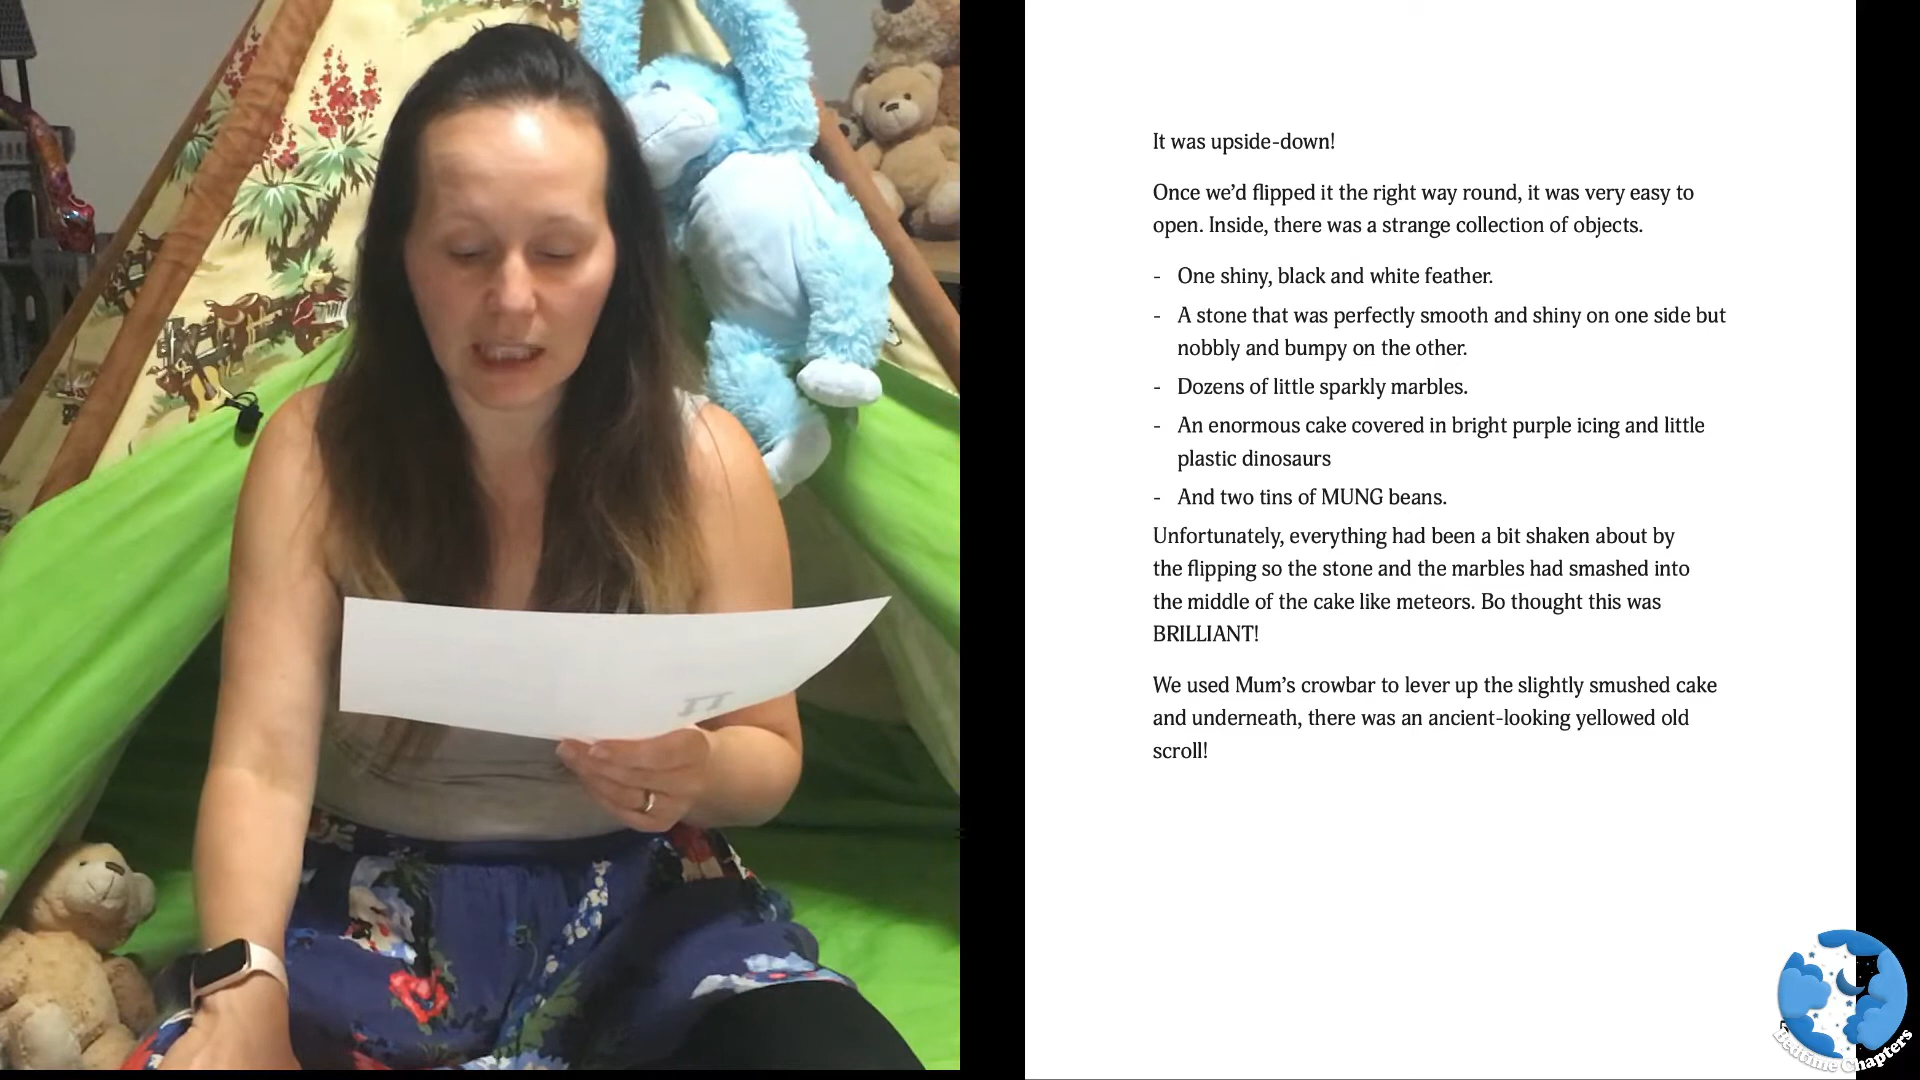 It was upside-down!
Once we’d flipped it the right way round, it was very easy to
open. Inside, there was a strange collection of objects.
- One shiny, black and white feather.
- A stone that was perfectly smooth and shiny on one side but
nobbly and bumpy on the other.
- Dozens of little sparkly marbles.
- An enormous cake covered in bright purple icing and little
plastic dinosaurs
- And two tins of MUNG beans.
Unfortunately, everything had been a bit shaken about by
the flipping so the stone and the marbles had smashed into
the middle of the cake like meteors. Bo thought this was
BRILLIANT!
We used Mum’s crowbar to lever up the slightly smushed cake
and underneath, there was an ancient-looking yellowed old
scroll!
Bedtime Chapters